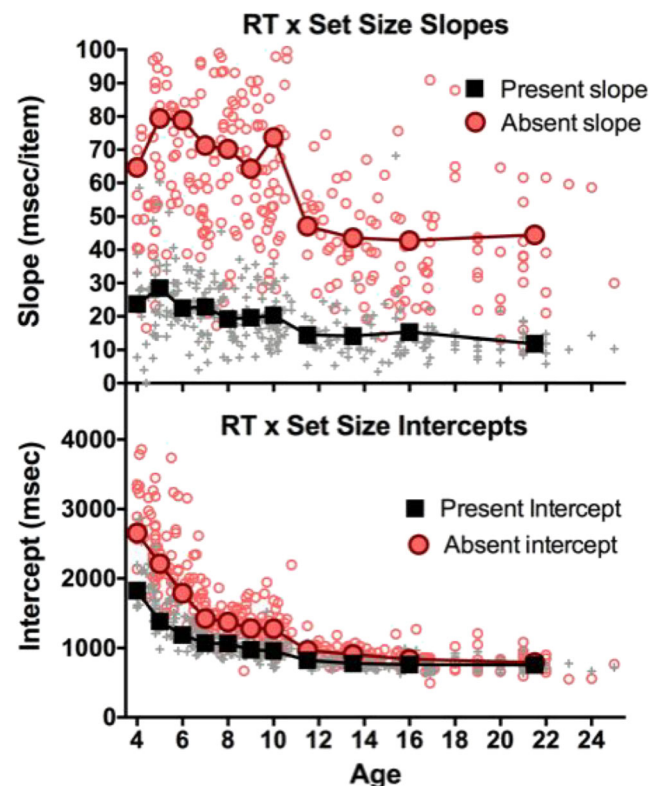 RT x Set Size Slopes
100
90
80
70
60
50
40
30
20
10
0
Slope (msec/item)
Present slope
Absent slope
RT x Set Size Intercepts
4000
3000
2000
1000
0
Intercept (msec)
Present Intercept
Absent intercept
4 6 8 10 12 14 16 18 20 22 24
Age